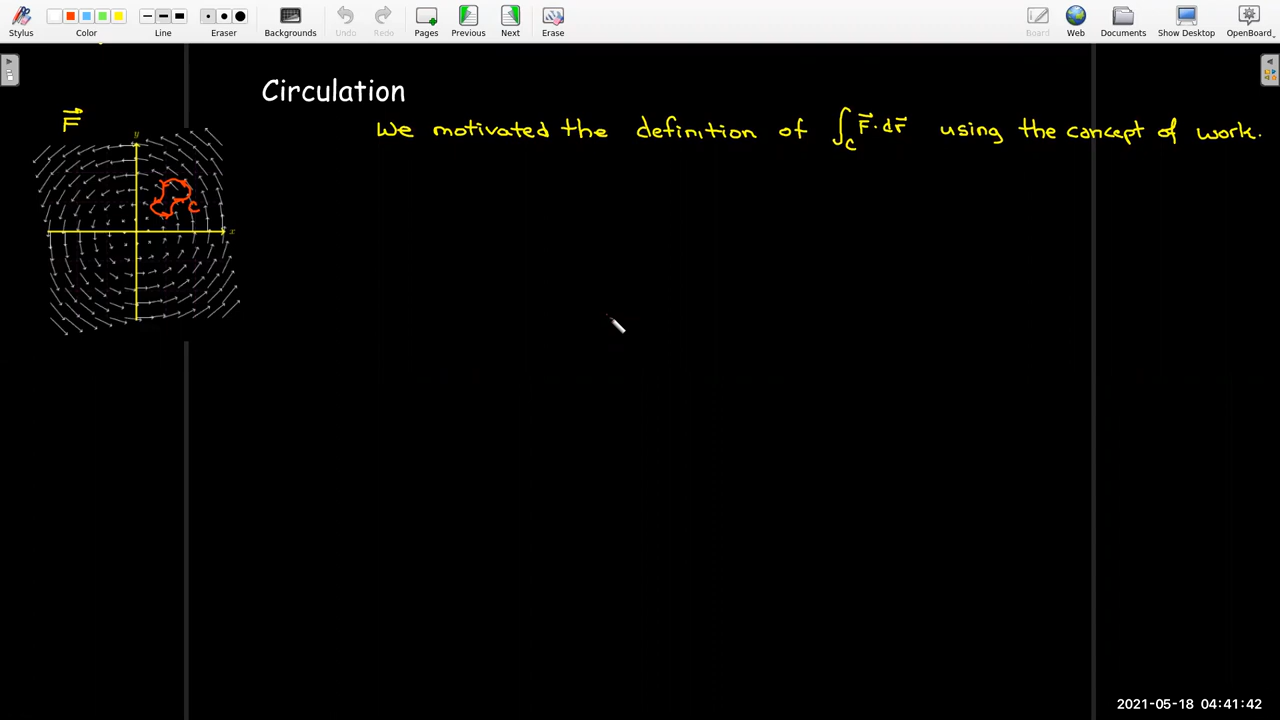 Stylus Color Line Eraser Backgrounds Undo Redo Pages Previous Next Erase Board Web Documents Show Desktop OpenBoard
Circulation
We motivated the definition of ∫_C F⃗ · dr⃗ using the concept of work.
F⃗
y
C
x
2021-05-18 04:41:42